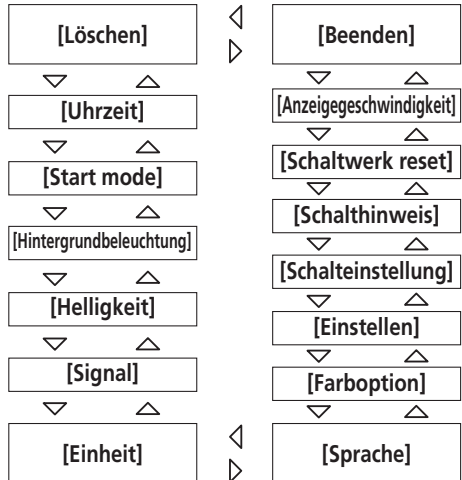 [Löschen]
[Uhrzeit]
[Start mode]
[Hintergrundbeleuchtung]
[Helligkeit]
[Signal]
[Einheit]
[Beenden]
[Anzeigegeschwindigkeit]
[Schaltwerk reset]
[Schalthinweis]
[Schalteinstellung]
[Einstellen]
[Farboption]
[Sprache]